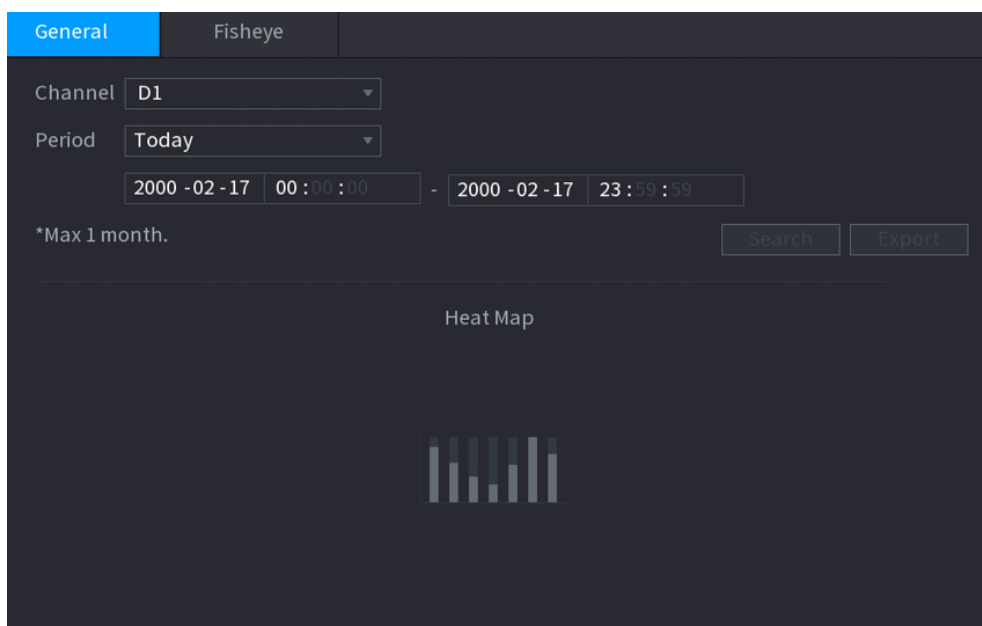 General Fisheye
Channel D1
Period Today
2000 -02 -17 00 :00 :00 - 2000 -02 -17 23 :59 :59
*Max 1 month. Search Export
Heat Map